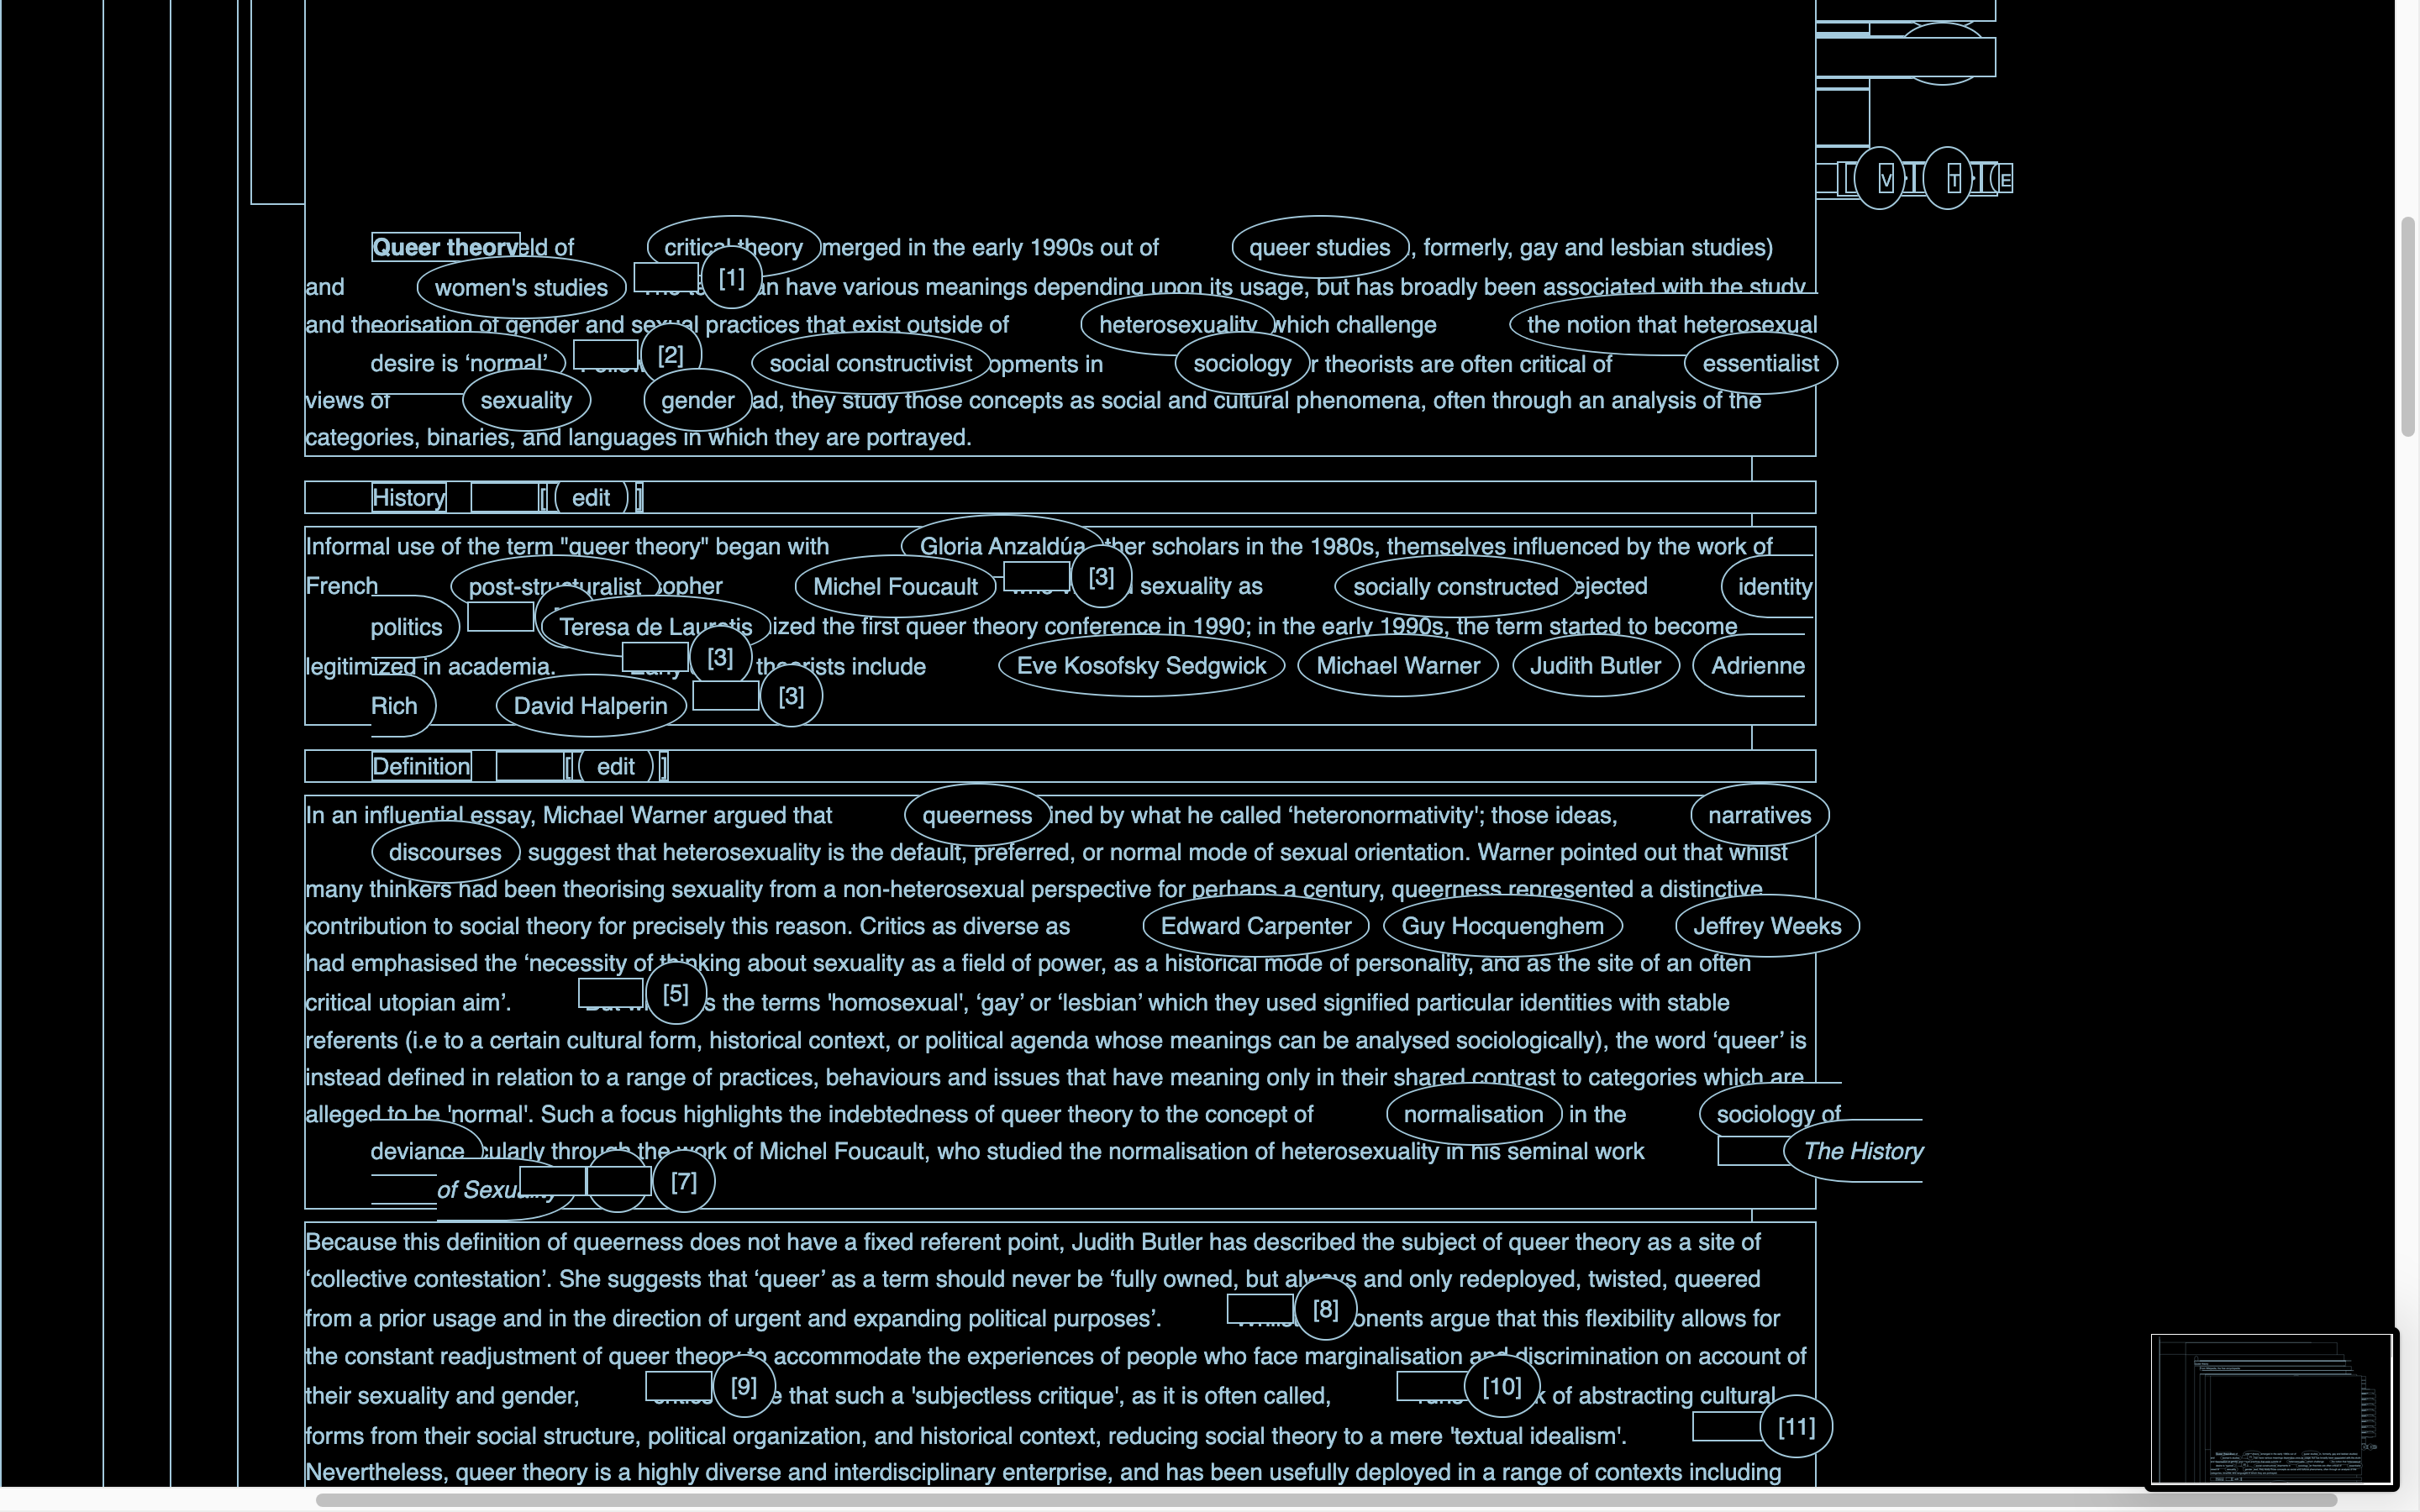 V T E
Queer theory eld of critical theory merged in the early 1990s out of queer studies , formerly, gay and lesbian studies)
and women's studies [1] an have various meanings depending upon its usage, but has broadly been associated with the study
and theorisation of gender and sexual practices that exist outside of heterosexuality which challenge the notion that heterosexual
desire is ‘normal’ [2] social constructivist opments in sociology r theorists are often critical of essentialist
views of sexuality gender ad, they study those concepts as social and cultural phenomena, often through an analysis of the
categories, binaries, and languages in which they are portrayed.
History [ edit ]
Informal use of the term "queer theory" began with Gloria Anzaldúa ther scholars in the 1980s, themselves influenced by the work of
French post-structuralist sopher Michel Foucault [3] sexuality as socially constructed ejected identity
politics Teresa de Lauretis ized the first queer theory conference in 1990; in the early 1990s, the term started to become
legitimized in academia. [3] theorists include Eve Kosofsky Sedgwick Michael Warner Judith Butler Adrienne
Rich David Halperin [3]
Definition [ edit ]
In an influential essay, Michael Warner argued that queerness ined by what he called ‘heteronormativity'; those ideas, narratives
discourses suggest that heterosexuality is the default, preferred, or normal mode of sexual orientation. Warner pointed out that whilst
many thinkers had been theorising sexuality from a non-heterosexual perspective for perhaps a century, queerness represented a distinctive
contribution to social theory for precisely this reason. Critics as diverse as Edward Carpenter Guy Hocquenghem Jeffrey Weeks
had emphasised the ‘necessity of thinking about sexuality as a field of power, as a historical mode of personality, and as the site of an often
critical utopian aim’. [5] s the terms 'homosexual', ‘gay’ or ‘lesbian’ which they used signified particular identities with stable
referents (i.e to a certain cultural form, historical context, or political agenda whose meanings can be analysed sociologically), the word ‘queer’ is
instead defined in relation to a range of practices, behaviours and issues that have meaning only in their shared contrast to categories which are
alleged to be 'normal'. Such a focus highlights the indebtedness of queer theory to the concept of normalisation in the sociology of
deviance cularly through the work of Michel Foucault, who studied the normalisation of heterosexuality in his seminal work The History
of Sexuality [7]
Because this definition of queerness does not have a fixed referent point, Judith Butler has described the subject of queer theory as a site of
‘collective contestation’. She suggests that ‘queer’ as a term should never be ‘fully owned, but always and only redeployed, twisted, queered
from a prior usage and in the direction of urgent and expanding political purposes’. [8] onents argue that this flexibility allows for
the constant readjustment of queer theory to accommodate the experiences of people who face marginalisation and discrimination on account of
their sexuality and gender, [9] e that such a 'subjectless critique', as it is often called, [10] k of abstracting cultural
forms from their social structure, political organization, and historical context, reducing social theory to a mere 'textual idealism'. [11]
Nevertheless, queer theory is a highly diverse and interdisciplinary enterprise, and has been usefully deployed in a range of contexts including